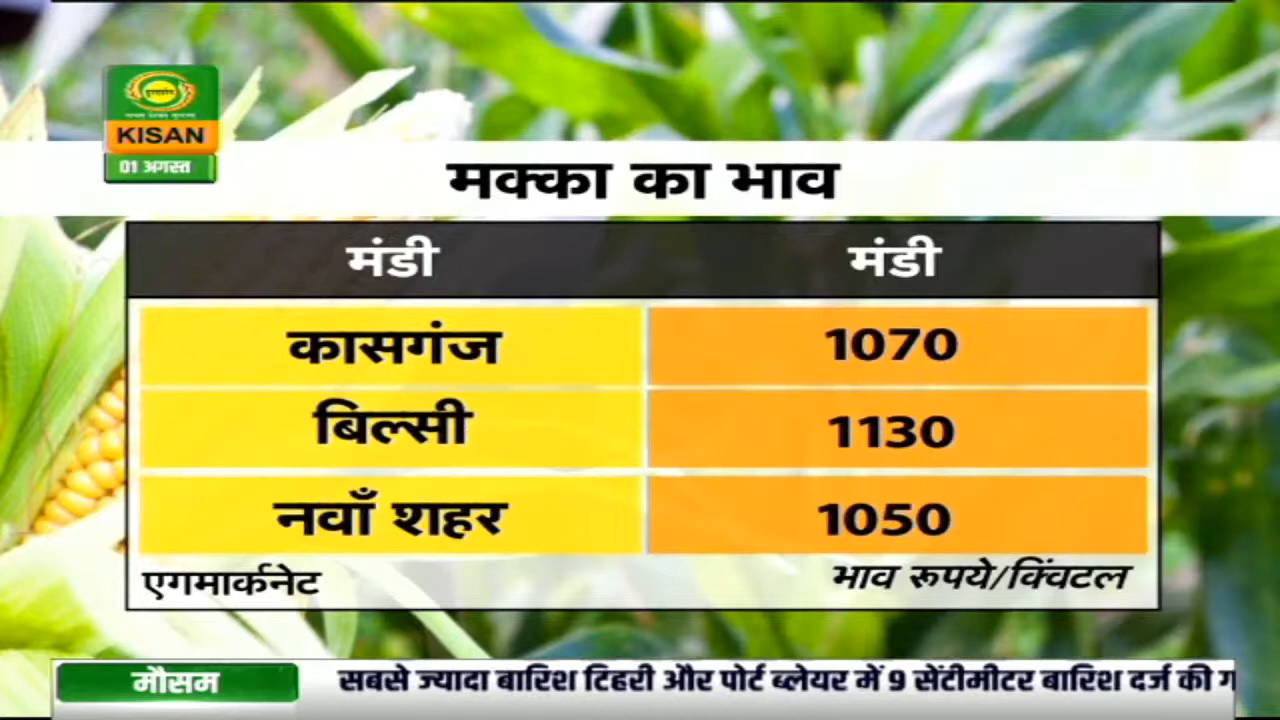 KISAN
01 अगस्त
मक्का का भाव
मंडी मंडी
कासगंज 1070
बिल्सी 1130
नवाँ शहर 1050
एगमार्कनेट भाव रूपये/क्विंटल
मौसम सबसे ज्यादा बारिश टिहरी और पोर्ट ब्लेयर में 9 सेंटीमीटर बारिश दर्ज की